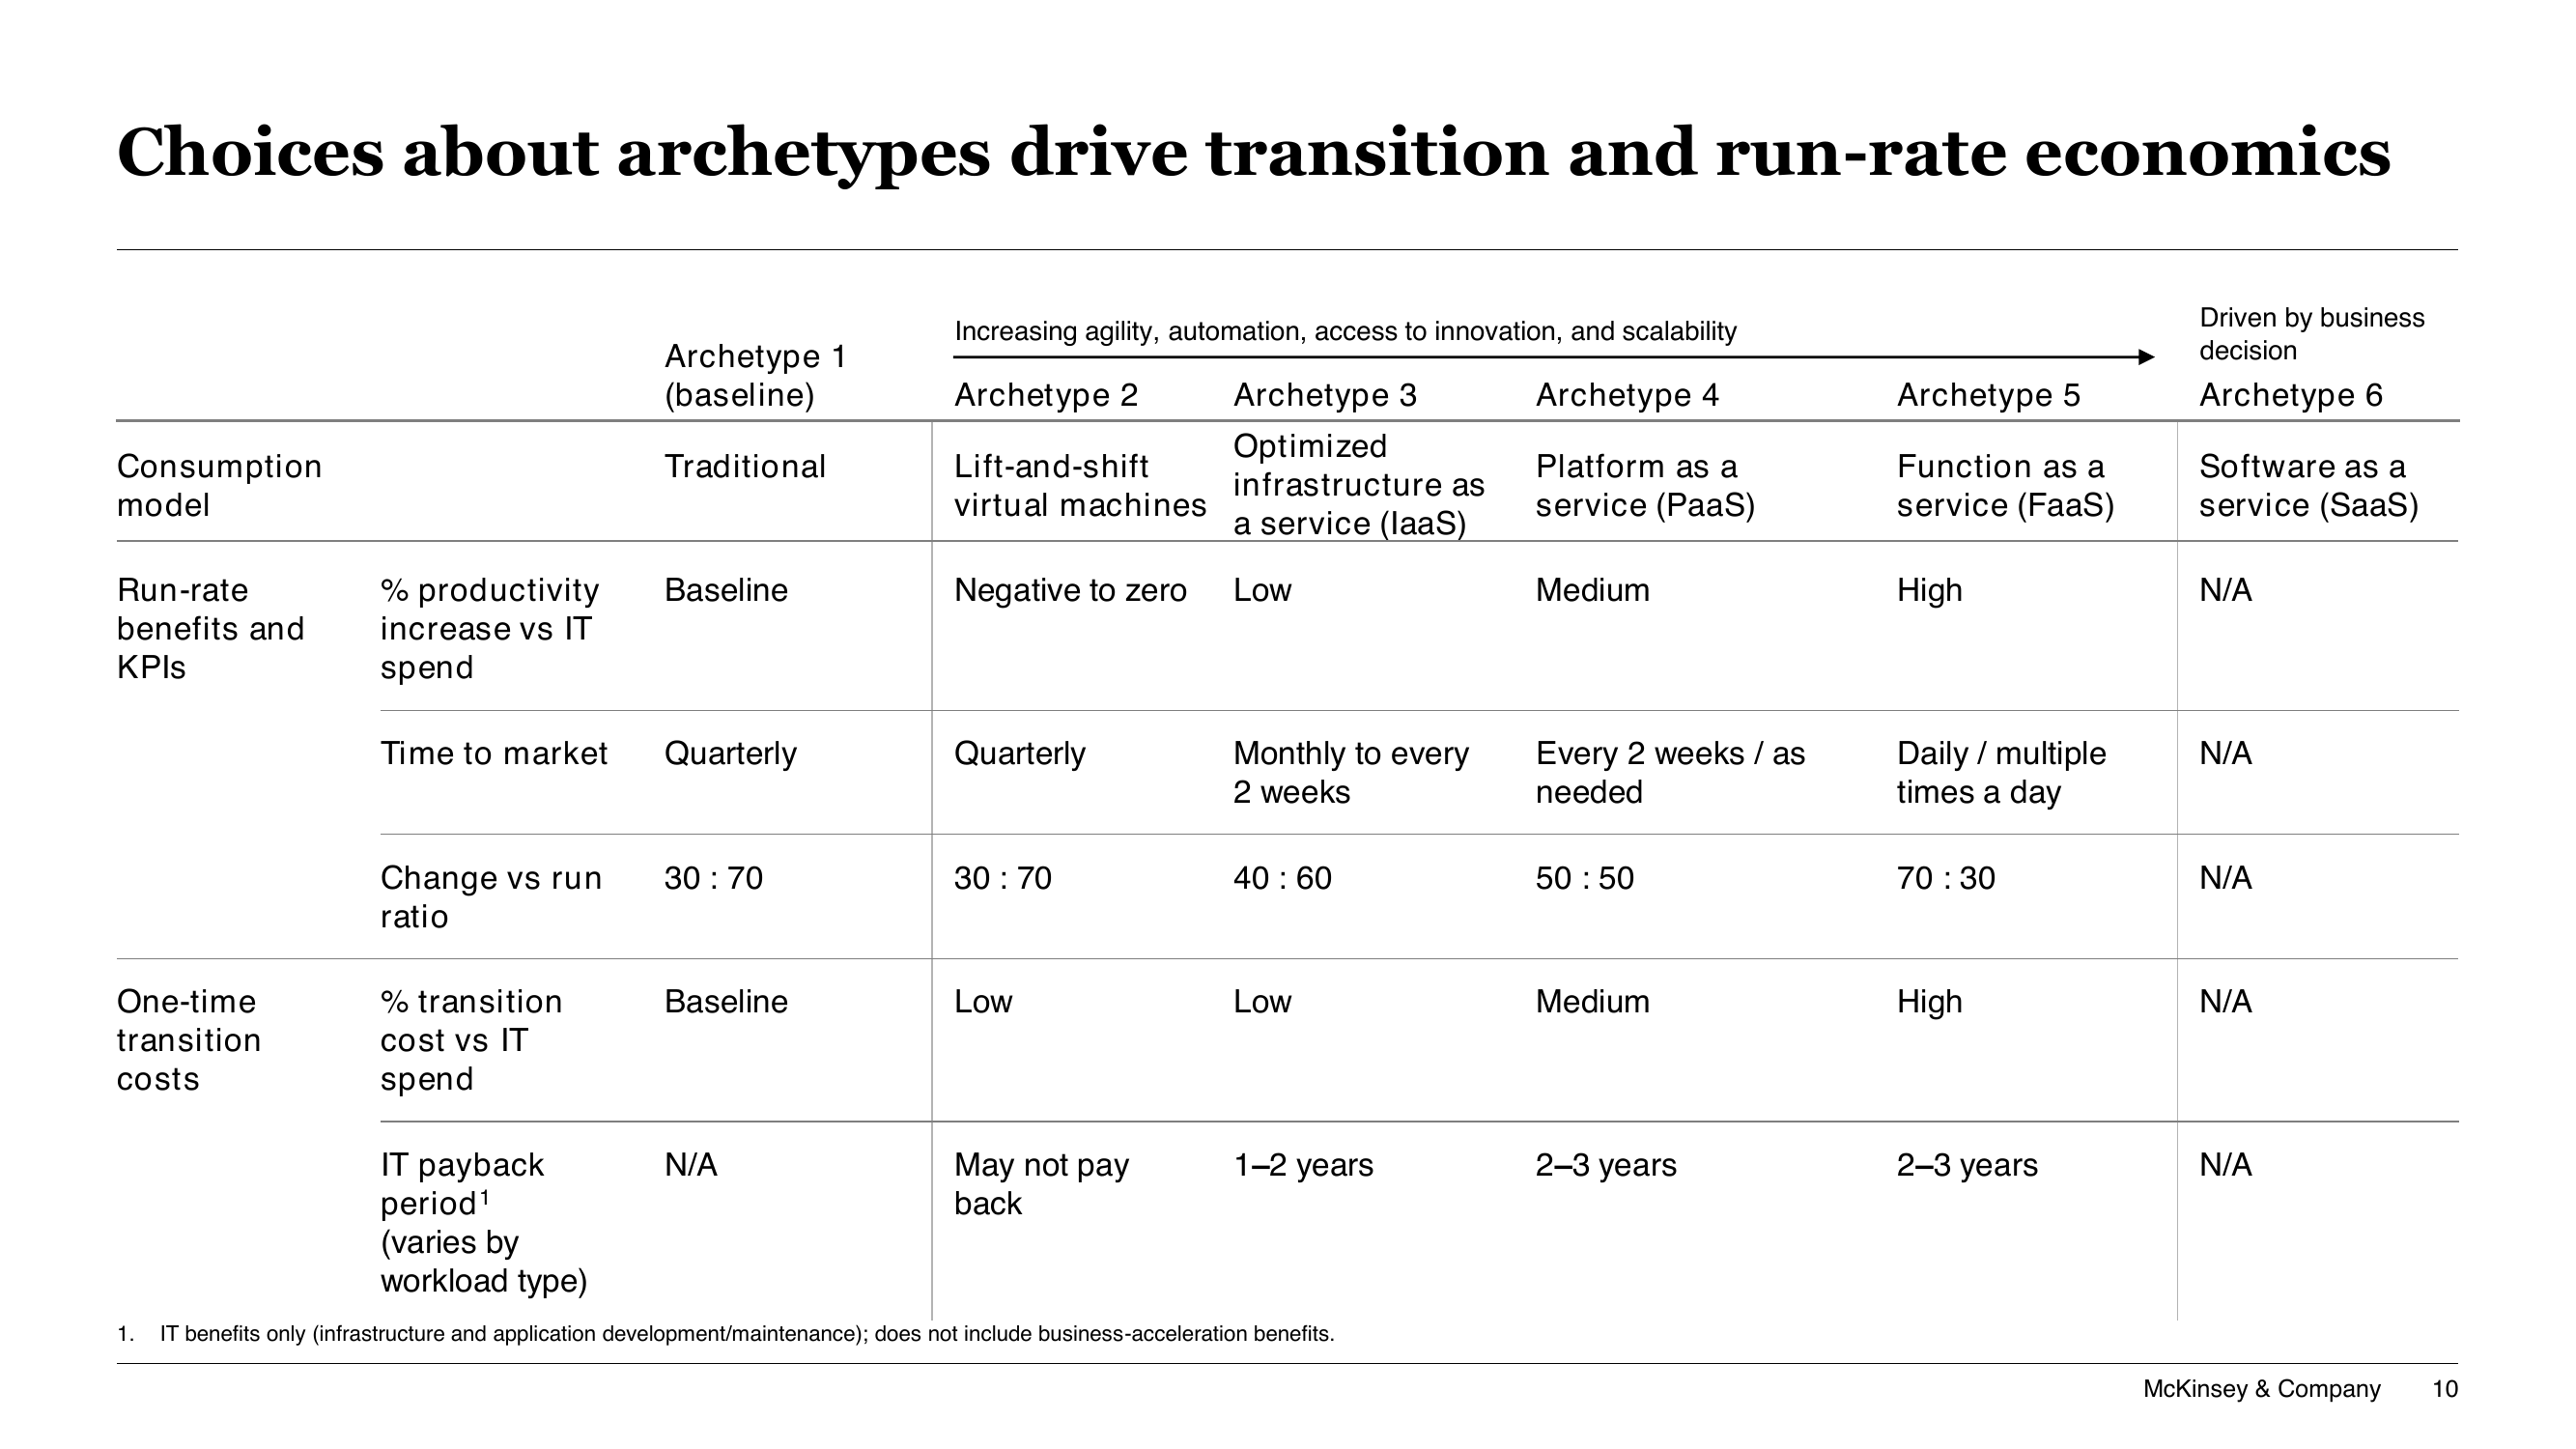 Choices about archetypes drive transition and run-rate economics
Increasing agility, automation, access to innovation, and scalability
Driven by business
decision
Archetype 1
(baseline)
Archetype 2
Archetype 3
Archetype 4
Archetype 5
Archetype 6
Consumption
model
Traditional
Lift-and-shift
virtual machines
Optimized
infrastructure as
a service (IaaS)
Platform as a
service (PaaS)
Function as a
service (FaaS)
Software as a
service (SaaS)
Run-rate
benefits and
KPIs
% productivity
increase vs IT
spend
Baseline
Negative to zero
Low
Medium
High
N/A
Time to market
Quarterly
Quarterly
Monthly to every
2 weeks
Every 2 weeks / as
needed
Daily / multiple
times a day
N/A
Change vs run
ratio
30 : 70
30 : 70
40 : 60
50 : 50
70 : 30
N/A
One-time
transition
costs
% transition
cost vs IT
spend
Baseline
Low
Low
Medium
High
N/A
IT payback
period¹
(varies by
workload type)
N/A
May not pay
back
1–2 years
2–3 years
2–3 years
N/A
1. IT benefits only (infrastructure and application development/maintenance); does not include business-acceleration benefits.
McKinsey & Company 10